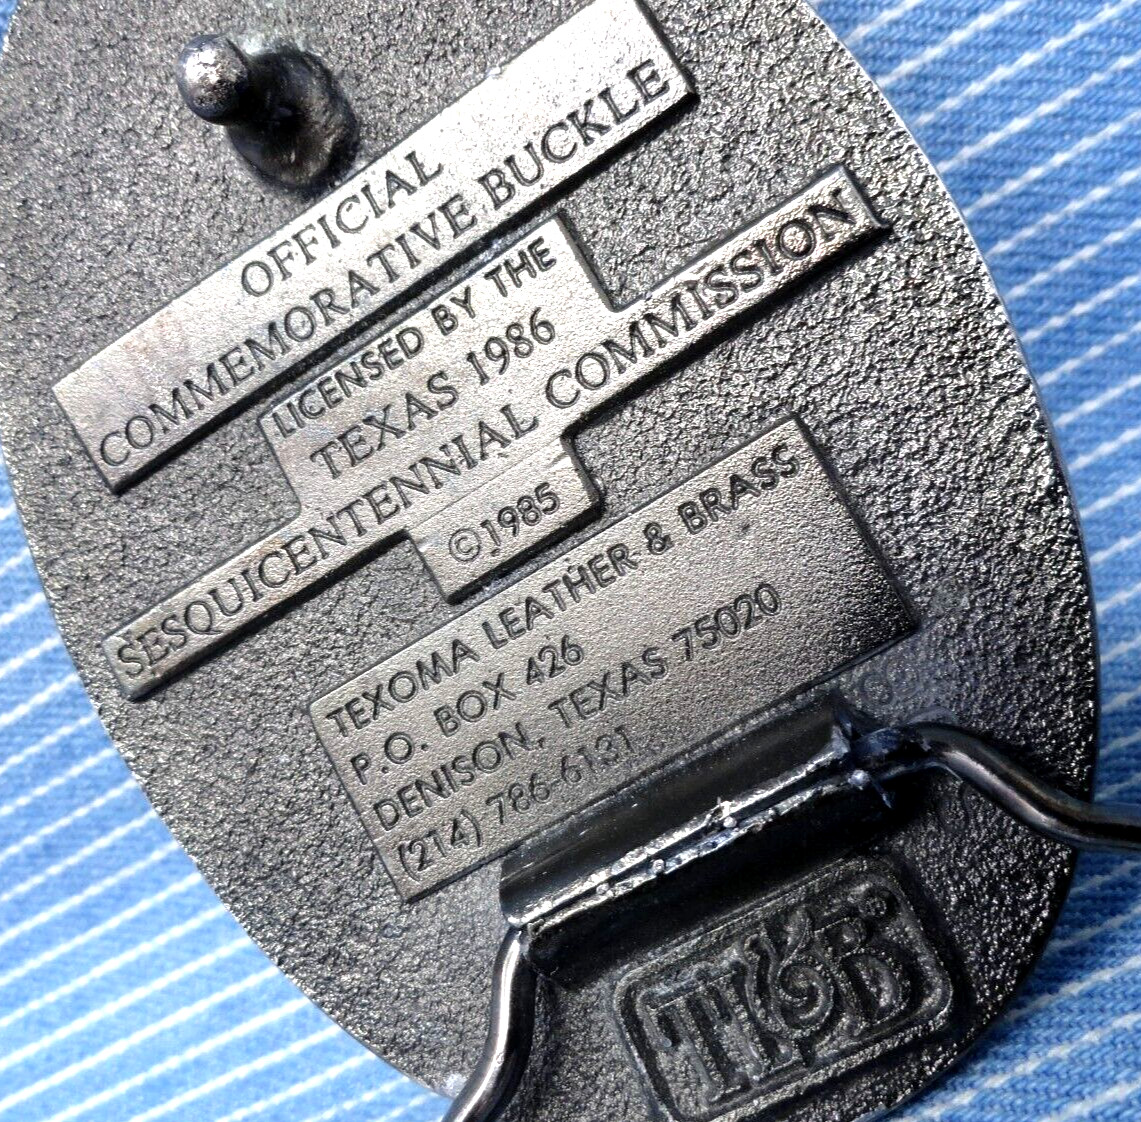 OFFICIAL
COMMEMORATIVE BUCKLE
LICENSED BY THE
TEXAS 1986
SESQUICENTENNIAL COMMISSION
©1985
TEXOMA LEATHER & BRASS
P.O. BOX 426
DENISON, TEXAS 75020
(214) 786-6131
TL&B